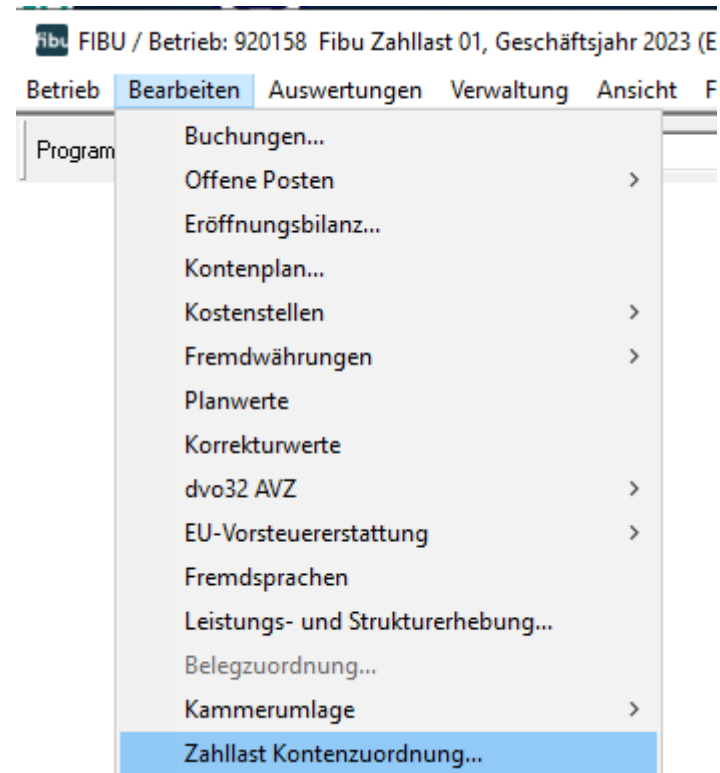 fibu FIBU / Betrieb: 920158 Fibu Zahllast 01, Geschäftsjahr 2023 (E
Betrieb Bearbeiten Auswertungen Verwaltung Ansicht F
Program
Buchungen...
Offene Posten >
Eröffnungsbilanz...
Kontenplan...
Kostenstellen >
Fremdwährungen >
Planwerte
Korrekturwerte
dvo32 AVZ >
EU-Vorsteuererstattung >
Fremdsprachen
Leistungs- und Strukturerhebung...
Belegzuordnung...
Kammerumlage >
Zahllast Kontenzuordnung...